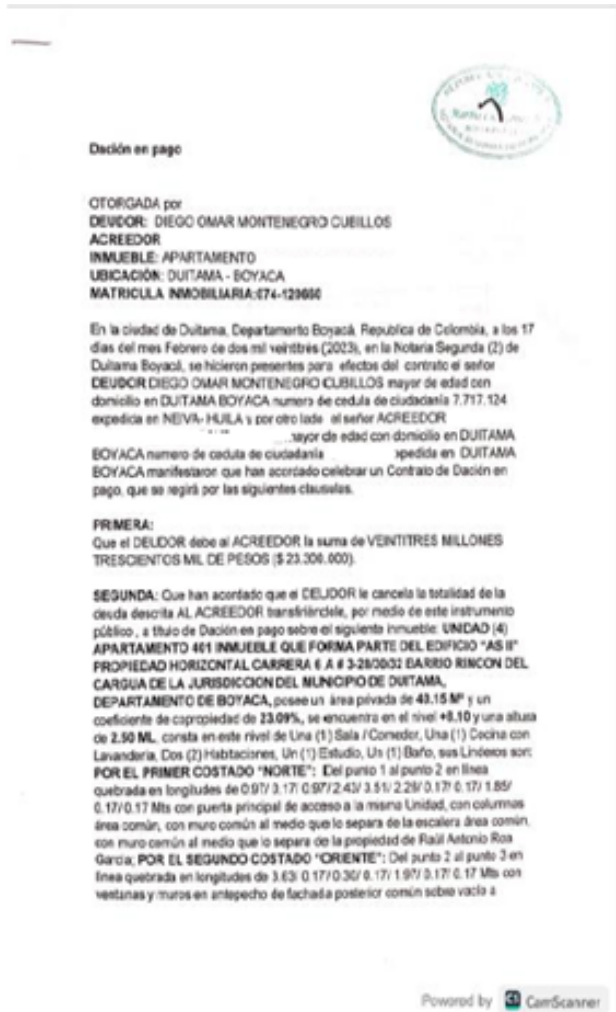 Dación en pago
OTORGADA por
DEUDOR: DIEGO OMAR MONTENEGRO CUBILLOS
ACREEDOR
INMUEBLE: APARTAMENTO
UBICACIÓN: DUITAMA - BOYACA
MATRICULA INMOBILIARIA:
En la ciudad de Duitama, Departamento Boyacá, Republica de Colombia, a los 17
dias del mes Febrero de dos mil veintitres (2023), en la Notaria Segunda (2) de
Duitama Boyacá, se hicieron presentes para efectos del contrato el señor
DEUDOR DIEGO OMAR MONTENEGRO CUBILLOS mayor de edad con
domicilio en DUITAMA BOYACA numero de cedula de ciudadania 7.717.124
expedicia en NEIVA- HUILA y por otro lado el señor ACREEDOR
mayor de edad con domicilio en DUITAMA
BOYACA numero de cedula de ciudadania xpedida en DUITAMA
BOYACA manifestaron que han acordado celebrar un Contrato de Dación en
pago, que se regirá por las siguientes clausulas.
PRIMERA:
Que el DEUDOR debe al ACREEDOR la suma de VEINTITRES MILLONES
TRESCIENTOS MIL DE PESOS ($ 23.300.000).
SEGUNDA: Que han acordado que el DEUDOR le cancela la totalidad de la
deuda descrita AL ACREEDOR transfiriéndole, por medio de este instrumento
público , a titulo de Dación en pago sobre el siguiente inmueble: UNIDAD (4)
APARTAMENTO 401 INMUEBLE QUE FORMA PARTE DEL EDIFICIO "AS II"
PROPIEDAD HORIZONTAL CARRERA 6 A # 3-28/30/32 BARRIO RINCON DEL
CARGUA DE LA JURISDICCION DEL MUNICIPIO DE DUITAMA,
DEPARTAMENTO DE BOYACA, posee un área privada de M² y un
coeficiente de copropiedad de 23.09%, se encuentra en el nivel +8.10 y una altura
de 2.50 ML, consta en este nivel de Una (1) Sala / Comedor, Una (1) Cocina con
Lavanderia, Dos (2) Habitaciones, Un (1) Estudio, Un (1) Baño, sus Linderos son:
POR EL PRIMER COSTADO "NORTE": Del punto 1 al punto 2 en línea
quebrada en longitudes de 0.97/ 3.17/ 0.97/ 2.43/ 3.51/ 2.28/ 0.17/ 0.17/ 1.85/
0.17/ 0.17 Mts con puerta principal de acceso a la misma Unidad, con columnas
área común, con muro común al medio que lo separa de la escalera área común,
con muro común al medio que lo separa de la propiedad de Raúl Antonio Roa
Garcia; POR EL SEGUNDO COSTADO "ORIENTE": Del punto 2 al punto 3 en
línea quebrada en longitudes de 3.63/ 0.17/ 0.30/ 0.17/ 1.97/ 0.17/ 0.17 Mts con
ventanas y muros en antepecho de fachada posterior común sobre vacío a
Powered by CS CamScanner